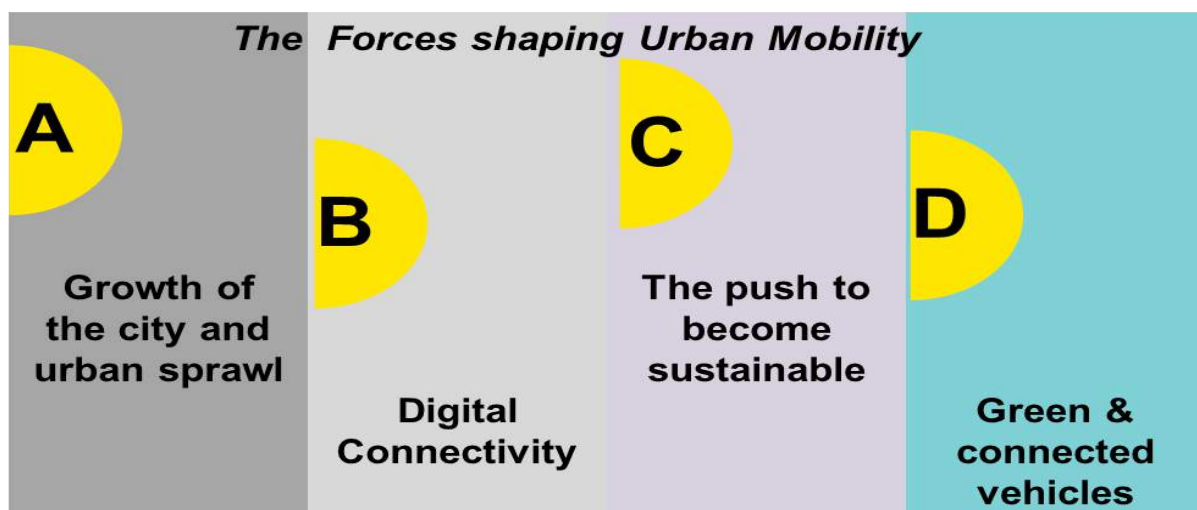 The Forces shaping Urban Mobility
A
Growth of
the city and
urban sprawl
B
Digital
Connectivity
C
The push to
become
sustainable
D
Green &
connected
vehicles